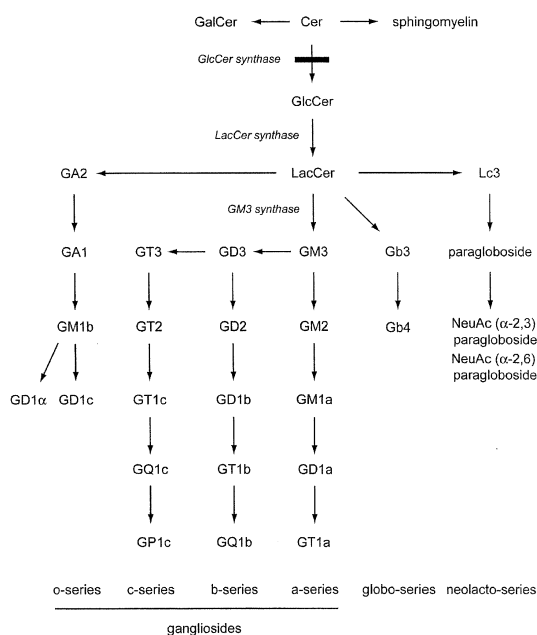 GalCer Cer sphingomyelin
GlcCer synthase
GlcCer
LacCer synthase
GA2 LacCer Lc3
GM3 synthase
GA1 GT3 GD3 GM3 Gb3 paragloboside
GM1b GT2 GD2 GM2 Gb4 NeuAc (α-2,3)
paragloboside
NeuAc (α-2,6)
paragloboside
GD1α GD1c GT1c GD1b GM1a
GQ1c GT1b GD1a
GP1c GQ1b GT1a
o-series c-series b-series a-series globo-series neolacto-series
gangliosides